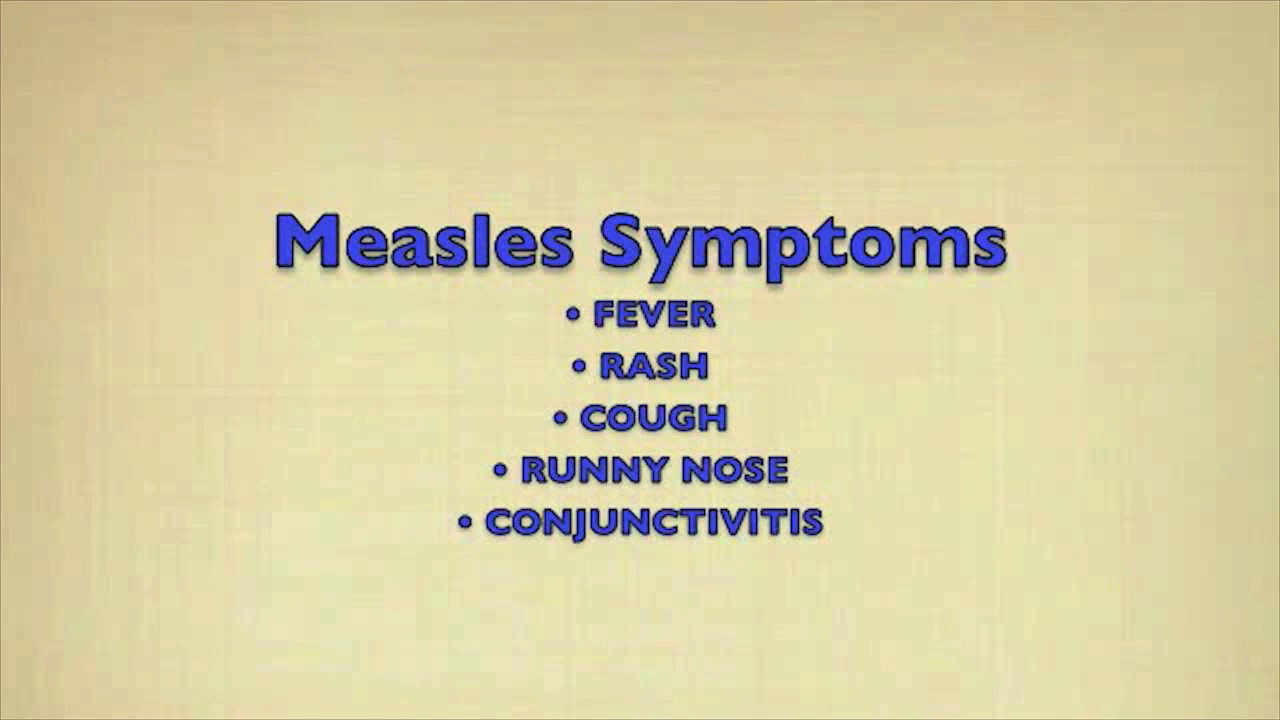 Measles Symptoms
• FEVER
• RASH
• COUGH
• RUNNY NOSE
• CONJUNCTIVITIS